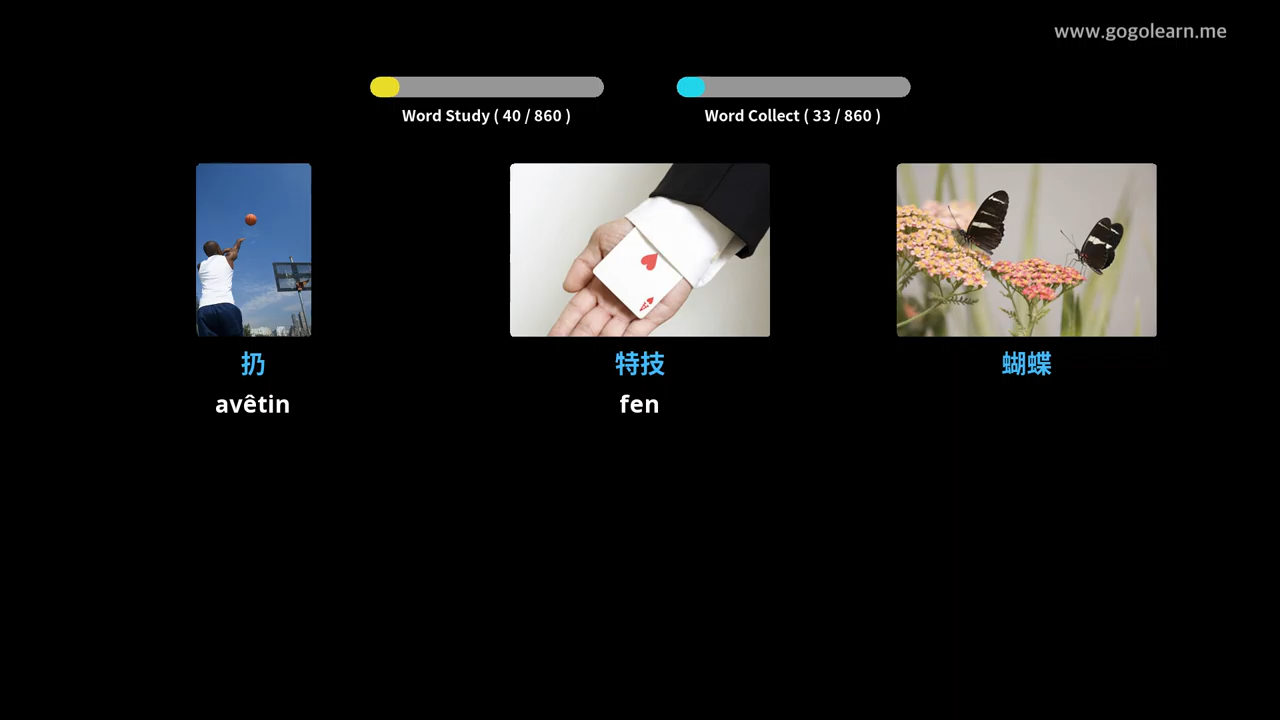 www.gogolearn.me
Word Study ( 40 / 860 )
Word Collect ( 33 / 860 )
扔
特技
蝴蝶
avêtin
fen